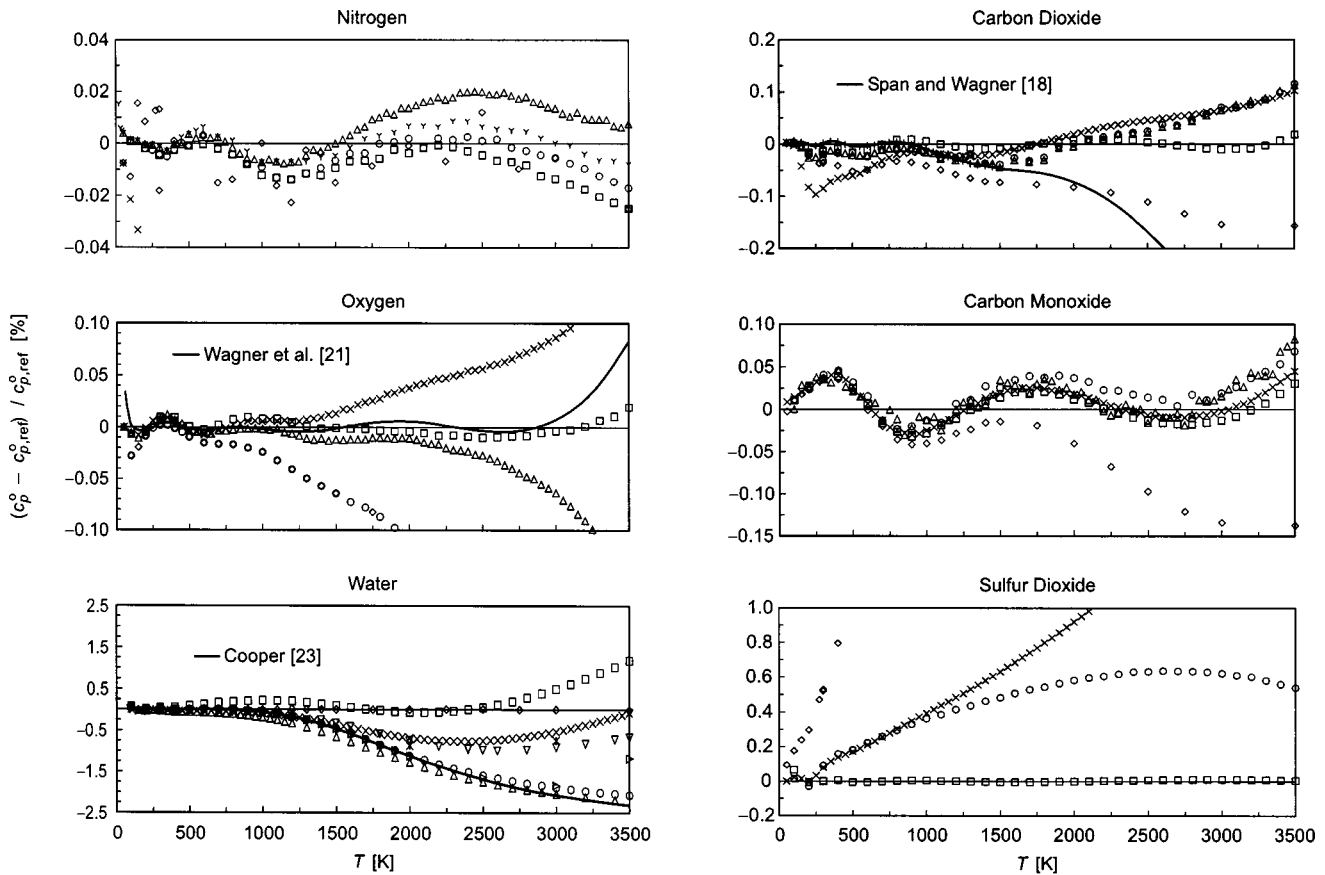 Nitrogen
0.04
0.02
0
−0.02
−0.04
Carbon Dioxide
0.2
0.1
0
−0.1
−0.2
Span and Wagner [18]
Oxygen
0.10
0.05
0
−0.05
−0.10
Wagner et al. [21]
Carbon Monoxide
0.10
0.05
0
−0.05
−0.10
−0.15
(c°p − c°p,ref) / c°p,ref [%]
Water
2.5
1.5
0.5
−0.5
−1.5
−2.5
Cooper [23]
0 500 1000 1500 2000 2500 3000 3500
T [K]
Sulfur Dioxide
1.0
0.8
0.6
0.4
0.2
0
−0.2
0 500 1000 1500 2000 2500 3000 3500
T [K]